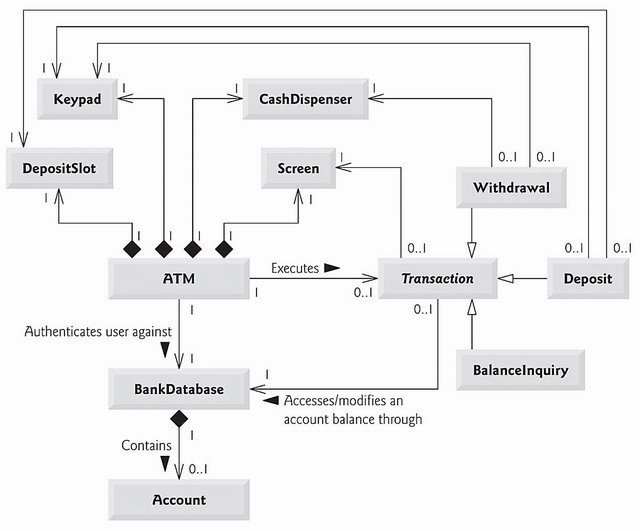 1 1 1 1 1
Keypad
CashDispenser
1
0..1 0..1
DepositSlot
Screen
1
Withdrawal
1 1
1 1 1 1
0..1
0..1 0..1
ATM
Executes
Transaction
Deposit
1
0..1
1
0..1
Authenticates user against
1
1
BankDatabase
BalanceInquiry
Accesses/modifies an
account balance through
1
Contains
0..1
Account